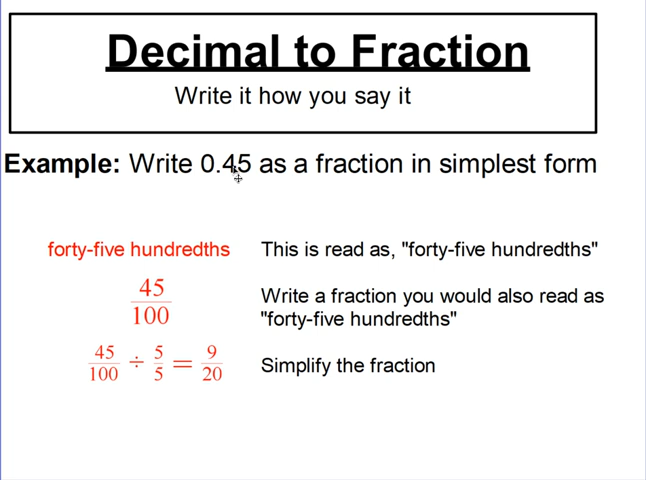 Decimal to Fraction
Write it how you say it
Example: Write 0.45 as a fraction in simplest form
forty-five hundredths
This is read as, "forty-five hundredths"
45
100
Write a fraction you would also read as
"forty-five hundredths"
45/100 ÷ 5/5 = 9/20
Simplify the fraction